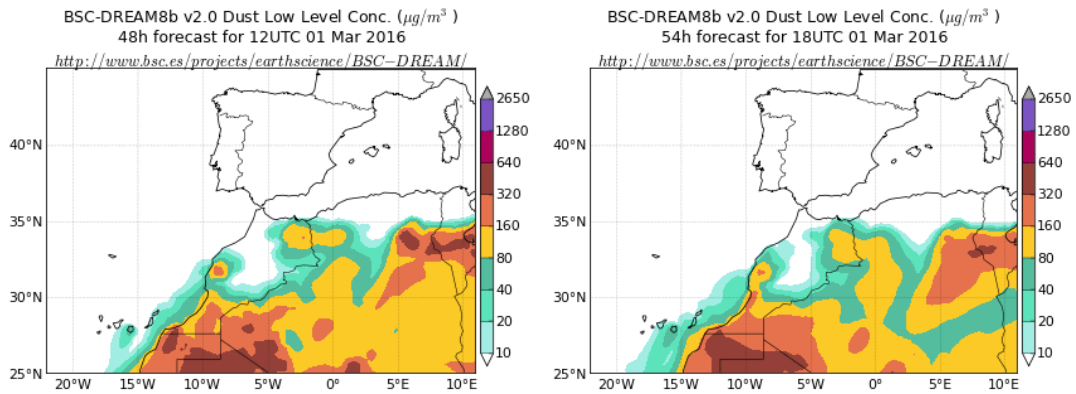 BSC-DREAM8b v2.0 Dust Low Level Conc. (μg/m³ )
48h forecast for 12UTC 01 Mar 2016
http://www.bsc.es/projects/earthscience/BSC−DREAM/
40°N
35°N
30°N
25°N
20°W
15°W
10°W
5°W
0°E
5°E
10°E
2650
1280
640
320
160
80
40
20
10
BSC-DREAM8b v2.0 Dust Low Level Conc. (μg/m³ )
54h forecast for 18UTC 01 Mar 2016
http://www.bsc.es/projects/earthscience/BSC−DREAM/
40°N
35°N
30°N
25°N
20°W
15°W
10°W
5°W
0°E
5°E
10°E
2650
1280
640
320
160
80
40
20
10